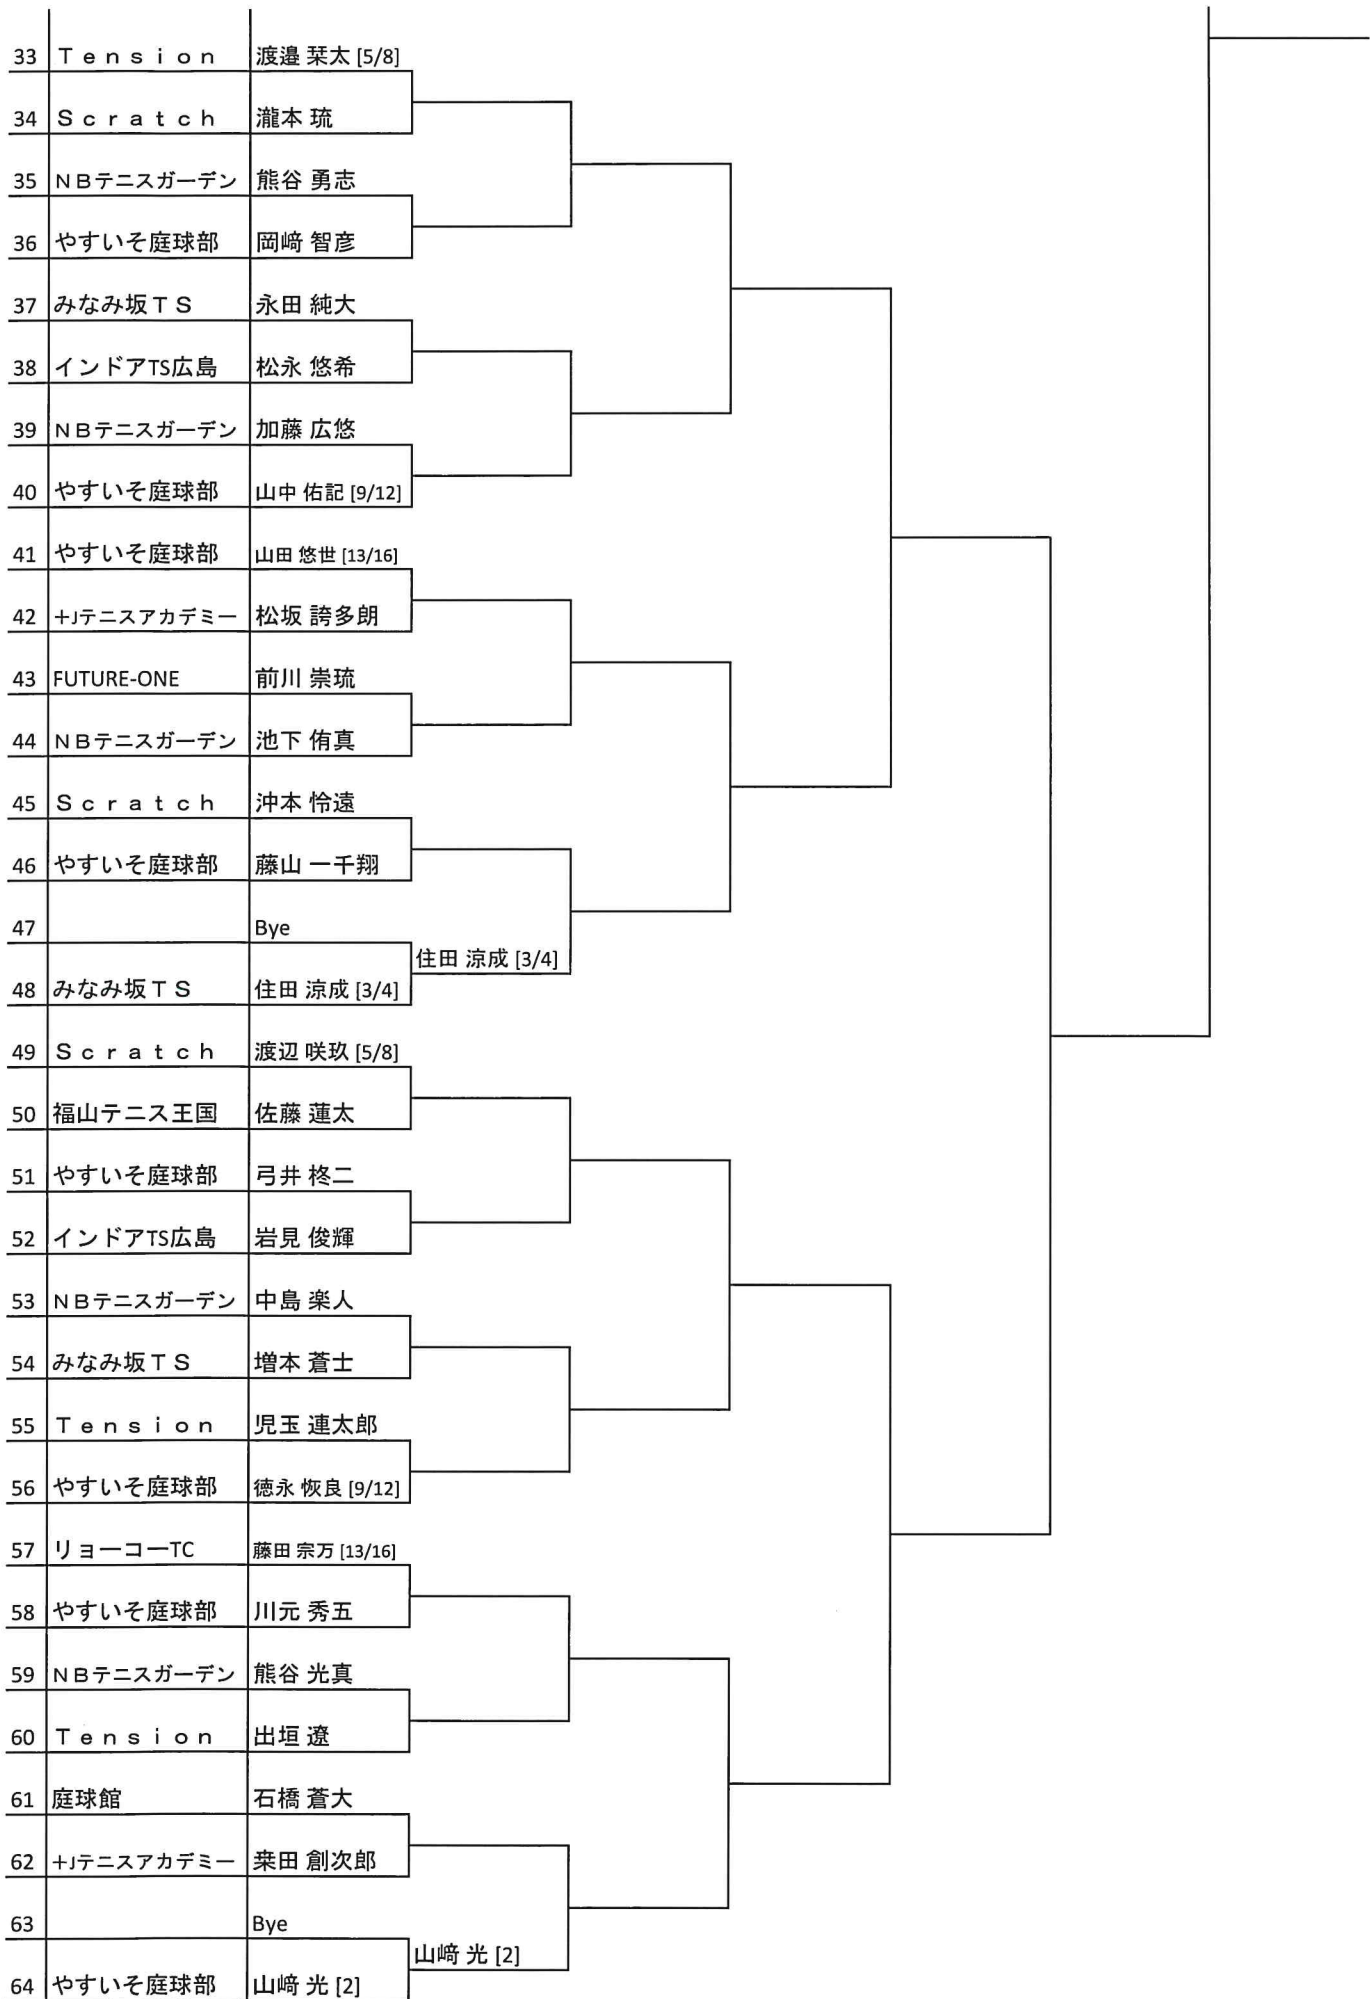 33 Tension 渡邉 栞太 [5/8]
34 Scratch 瀧本 琉
35 NBテニスガーデン 熊谷 勇志
36 やすいそ庭球部 岡﨑 智彦
37 みなみ坂TS 永田 純大
38 インドアTS広島 松永 悠希
39 NBテニスガーデン 加藤 広悠
40 やすいそ庭球部 山中 佑記 [9/12]
41 やすいそ庭球部 山田 悠世 [13/16]
42 +Jテニスアカデミー 松坂 誇多朗
43 FUTURE-ONE 前川 崇琉
44 NBテニスガーデン 池下 侑真
45 Scratch 沖本 怜遠
46 やすいそ庭球部 藤山 一千翔
47 Bye
住田 涼成 [3/4]
48 みなみ坂TS 住田 涼成 [3/4]
49 Scratch 渡辺 咲玖 [5/8]
50 福山テニス王国 佐藤 蓮太
51 やすいそ庭球部 弓井 柊二
52 インドアTS広島 岩見 俊輝
53 NBテニスガーデン 中島 楽人
54 みなみ坂TS 増本 蒼士
55 Tension 児玉 連太郎
56 やすいそ庭球部 徳永 恢良 [9/12]
57 リョーコーTC 藤田 宗万 [13/16]
58 やすいそ庭球部 川元 秀五
59 NBテニスガーデン 熊谷 光真
60 Tension 出垣 遼
61 庭球館 石橋 蒼大
62 +Jテニスアカデミー 桒田 創次郎
63 Bye
山﨑 光 [2]
64 やすいそ庭球部 山﨑 光 [2]